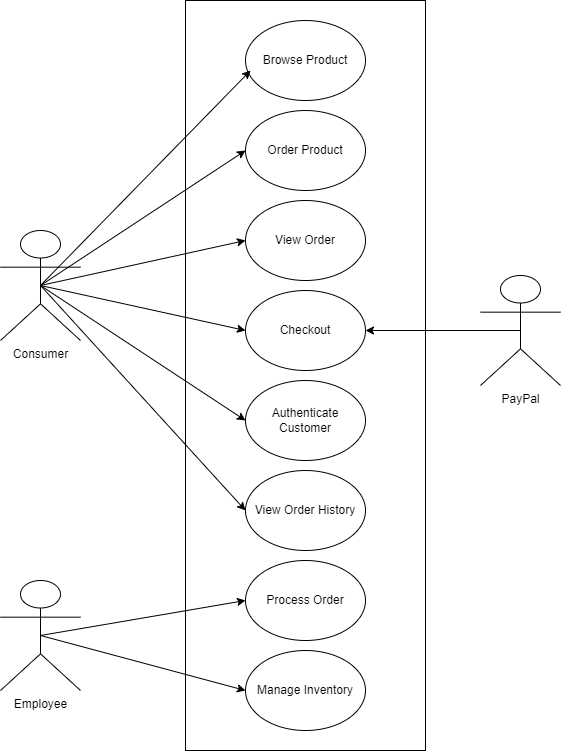 Browse Product
Order Product
View Order
Checkout
Consumer
PayPal
Authenticate
Customer
View Order History
Process Order
Manage Inventory
Employee